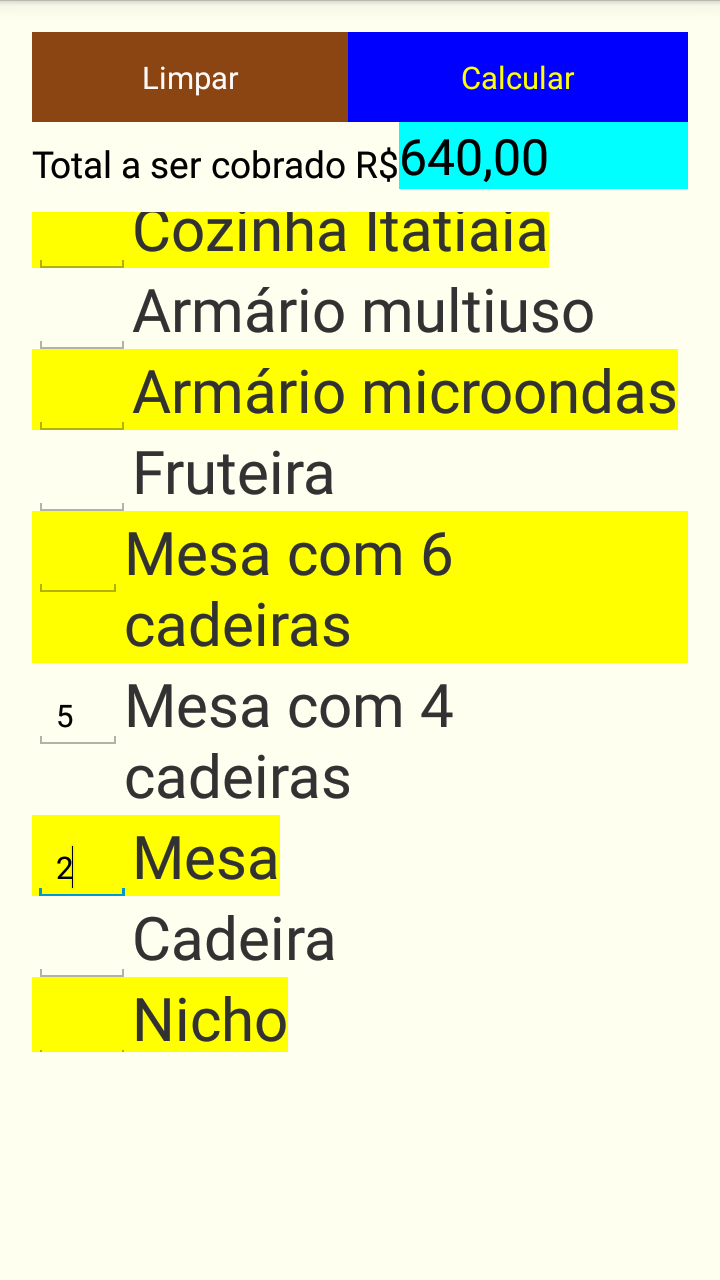 Limpar Calcular
Total a ser cobrado R$640,00
Cozinha Itatiaia
Armário multiuso
Armário microondas
Fruteira
Mesa com 6
cadeiras
5 Mesa com 4
cadeiras
2 Mesa
Cadeira
Nicho